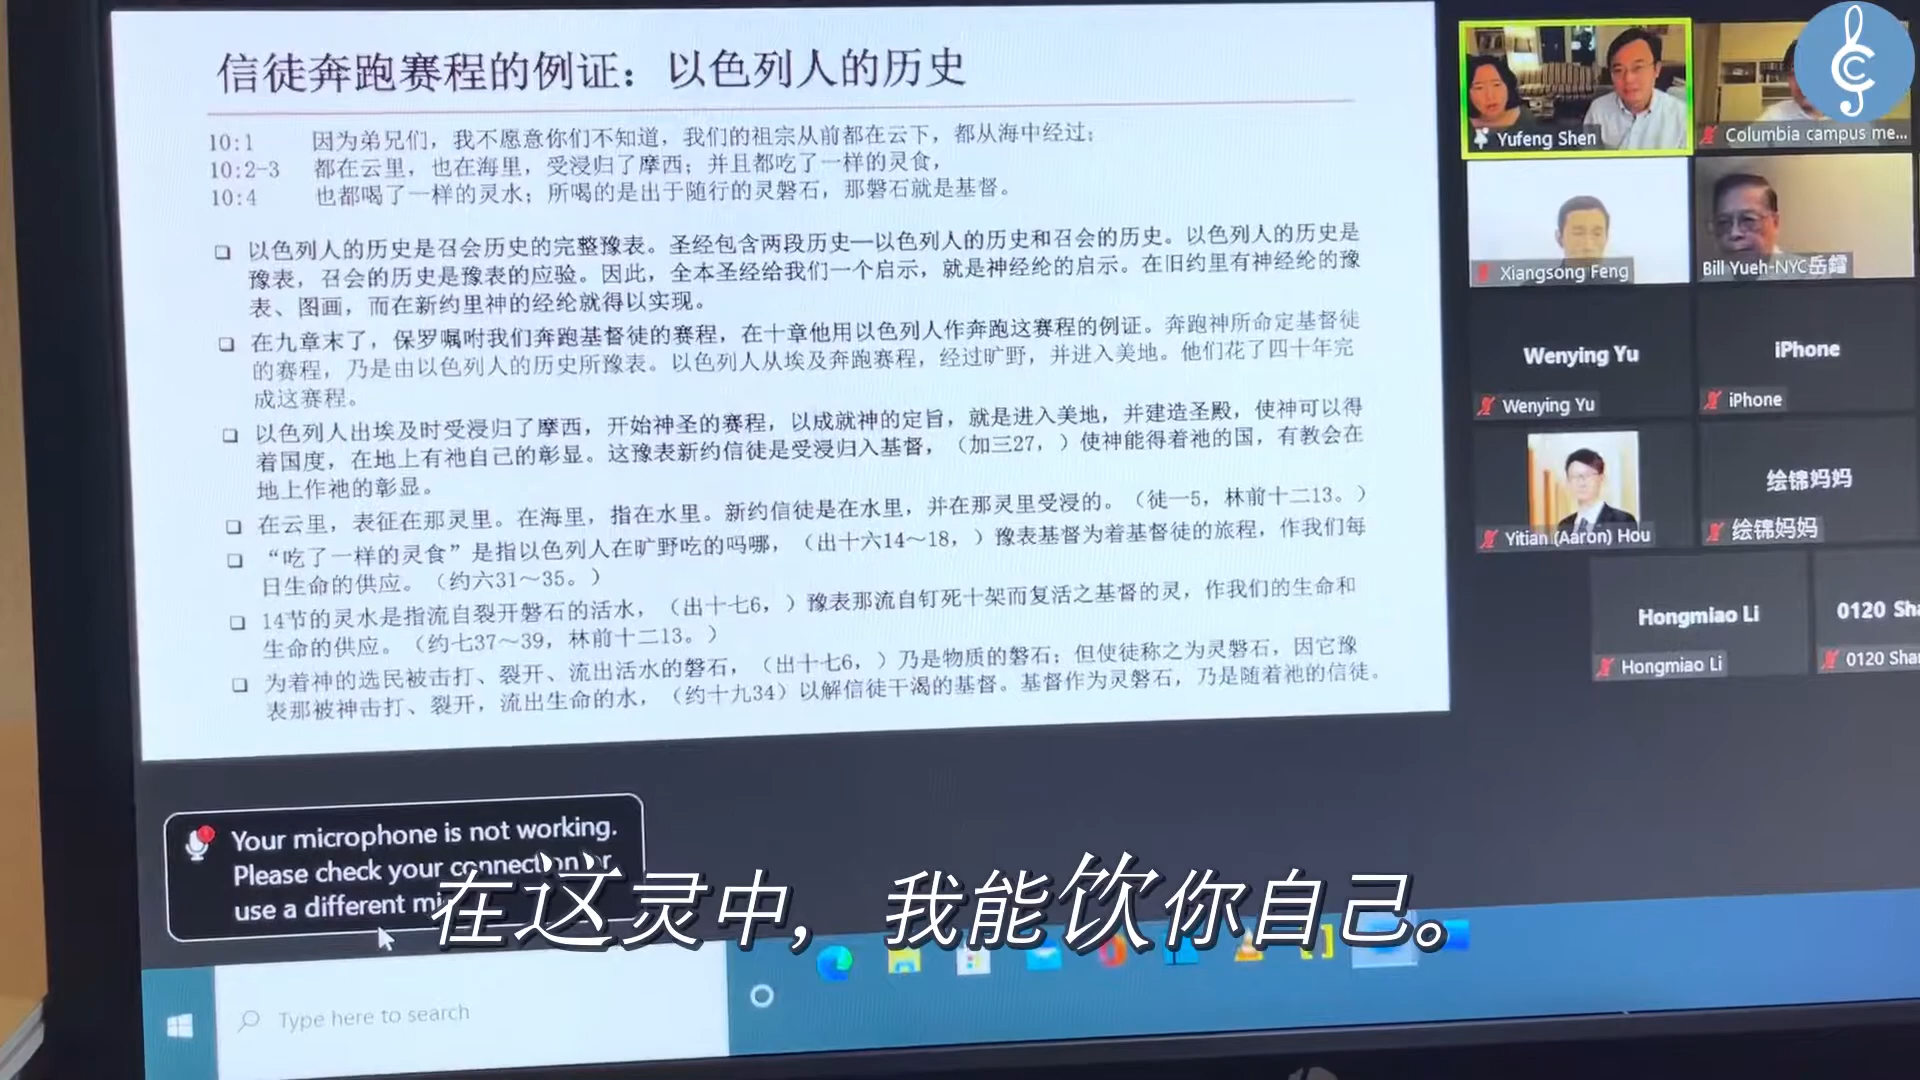 信徒奔跑赛程的例证：以色列人的历史
10:1 因为弟兄们，我不愿意你们不知道，我们的祖宗从前都在云下，都从海中经过；
10:2-3 都在云里，也在海里，受浸归了摩西；并且都吃了一样的灵食，
10:4 也都喝了一样的灵水；所喝的是出于随行的灵磐石，那磐石就是基督。
以色列人的历史是召会历史的完整豫表。圣经包含两段历史—以色列人的历史和召会的历史。以色列人的历史是
豫表，召会的历史是豫表的应验。因此，全本圣经给我们一个启示，就是神经纶的启示。在旧约里有神经纶的豫
表、图画，而在新约里神的经纶就得以实现。
在九章末了，保罗嘱咐我们奔跑基督徒的赛程，在十章他用以色列人作奔跑这赛程的例证。奔跑神所命定基督徒
的赛程，乃是由以色列人的历史所豫表。以色列人从埃及奔跑赛程，经过旷野，并进入美地。他们花了四十年完
成这赛程。
以色列人出埃及时受浸归了摩西，开始神圣的赛程，以成就神的定旨，就是进入美地，并建造圣殿，使神可以得
着国度，在地上有祂自己的彰显。这豫表新约信徒是受浸归入基督，（加三27，）使神能得着祂的国，有教会在
地上作祂的彰显。
在云里，表征在那灵里。在海里，指在水里。新约信徒是在水里，并在那灵里受浸的。（徒一5，林前十二13。）
“吃了一样的灵食”是指以色列人在旷野吃的吗哪，（出十六14～18，）豫表基督为着基督徒的旅程，作我们每
日生命的供应。（约六31～35。）
14节的灵水是指流自裂开磐石的活水，（出十七6，）豫表那流自钉死十架而复活之基督的灵，作我们的生命和
生命的供应。（约七37～39，林前十二13。）
为着神的选民被击打、裂开、流出活水的磐石，（出十七6，）乃是物质的磐石；但使徒称之为灵磐石，因它豫
表那被神击打、裂开，流出生命的水，（约十九34）以解信徒干渴的基督。基督作为灵磐石，乃是随着祂的信徒。
Yufeng Shen
Columbia campus me...
Xiangsong Feng
Bill Yueh-NYC岳鐳
Wenying Yu
Wenying Yu
iPhone
iPhone
Yitian (Aaron) Hou
绘锦妈妈
绘锦妈妈
Hongmiao Li
Hongmiao Li
0120 Sha
0120 Shar
Your microphone is not working.
Please check your connection or
use a different mi
在这灵中，我能饮你自己。
Type here to search